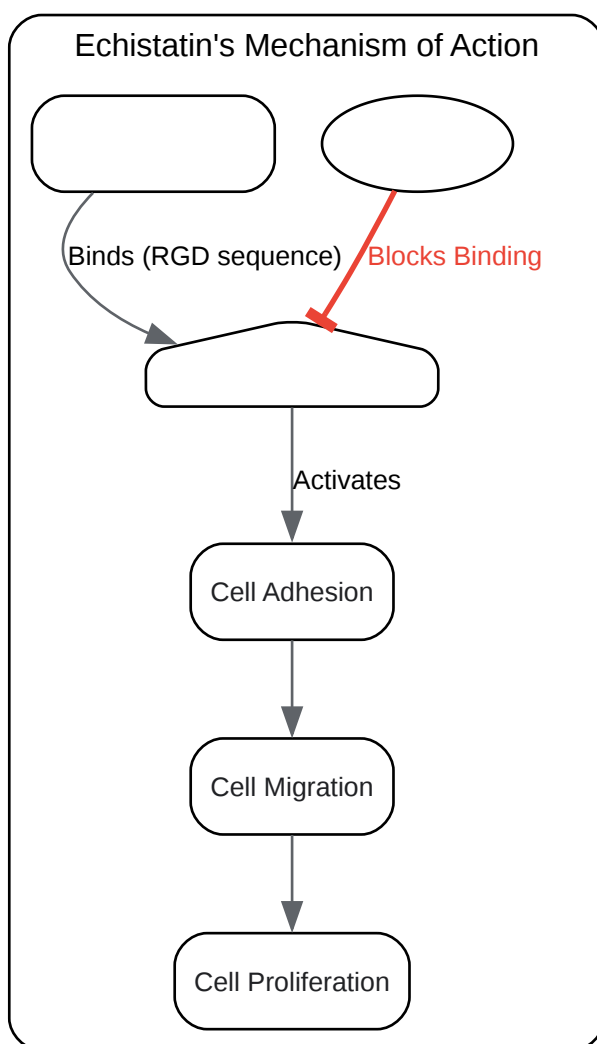 Echistatin's Mechanism of Action
Binds (RGD sequence)
Blocks Binding
Activates
Cell Adhesion
Cell Migration
Cell Proliferation